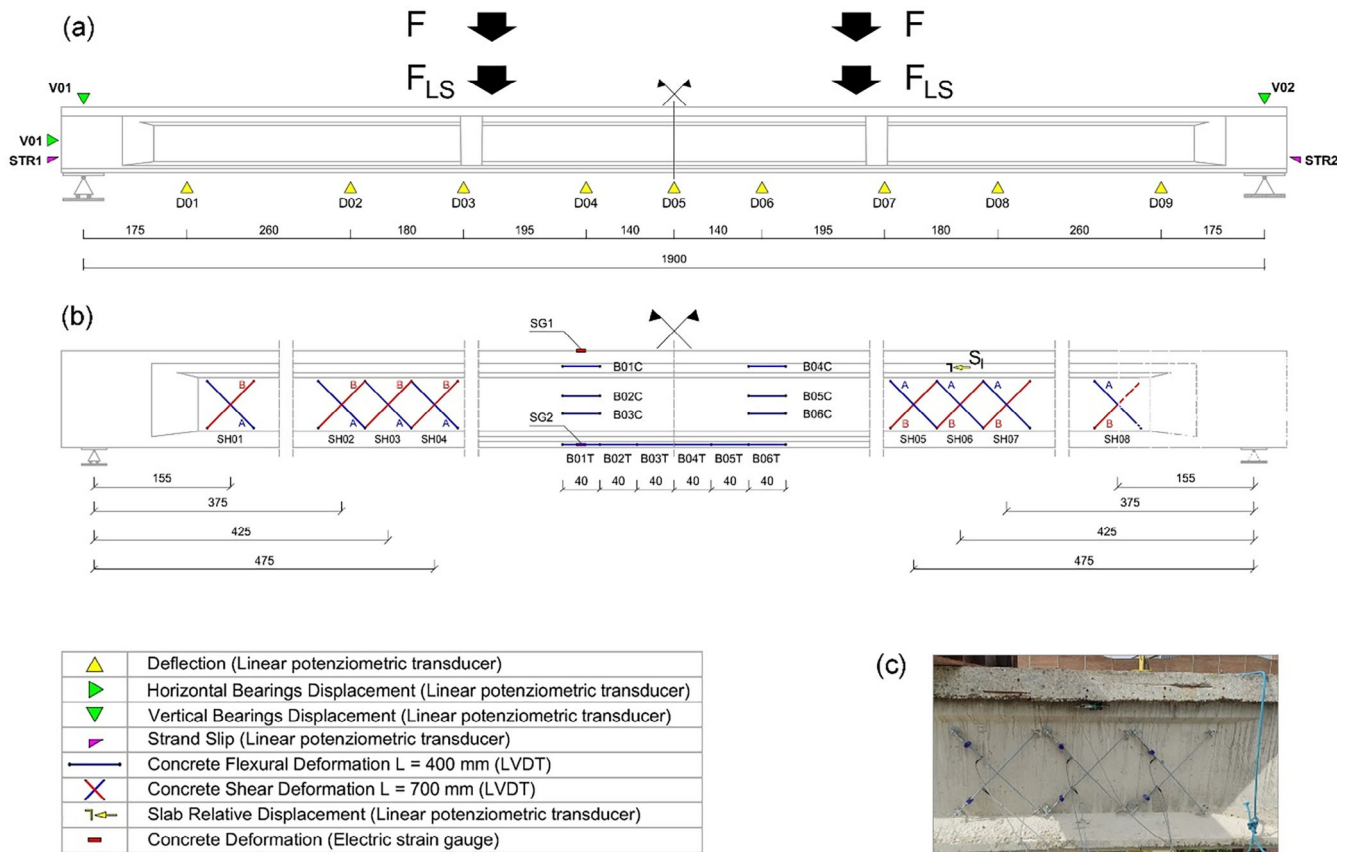 (a)
F F
F_LS F_LS
V01 V02
V01
STR1 STR2
D01 D02 D03 D04 D05 D06 D07 D08 D09
175 260 180 195 140 140 195 180 260 175
1900
(b)
SG1
B01C B04C
S_l
B02C B05C
B03C B06C
B B B B A A A A
SG2
A A A A B B B B
SH01 SH02 SH03 SH04 SH05 SH06 SH07 SH08
B01T B02T B03T B04T B05T B06T
40 40 40 40 40 40
155 155
375 375
425 425
475 475
Deflection (Linear potenziometric transducer)
Horizontal Bearings Displacement (Linear potenziometric transducer)
Vertical Bearings Displacement (Linear potenziometric transducer)
Strand Slip (Linear potenziometric transducer)
Concrete Flexural Deformation L = 400 mm (LVDT)
Concrete Shear Deformation L = 700 mm (LVDT)
Slab Relative Displacement (Linear potenziometric transducer)
Concrete Deformation (Electric strain gauge)
(c)